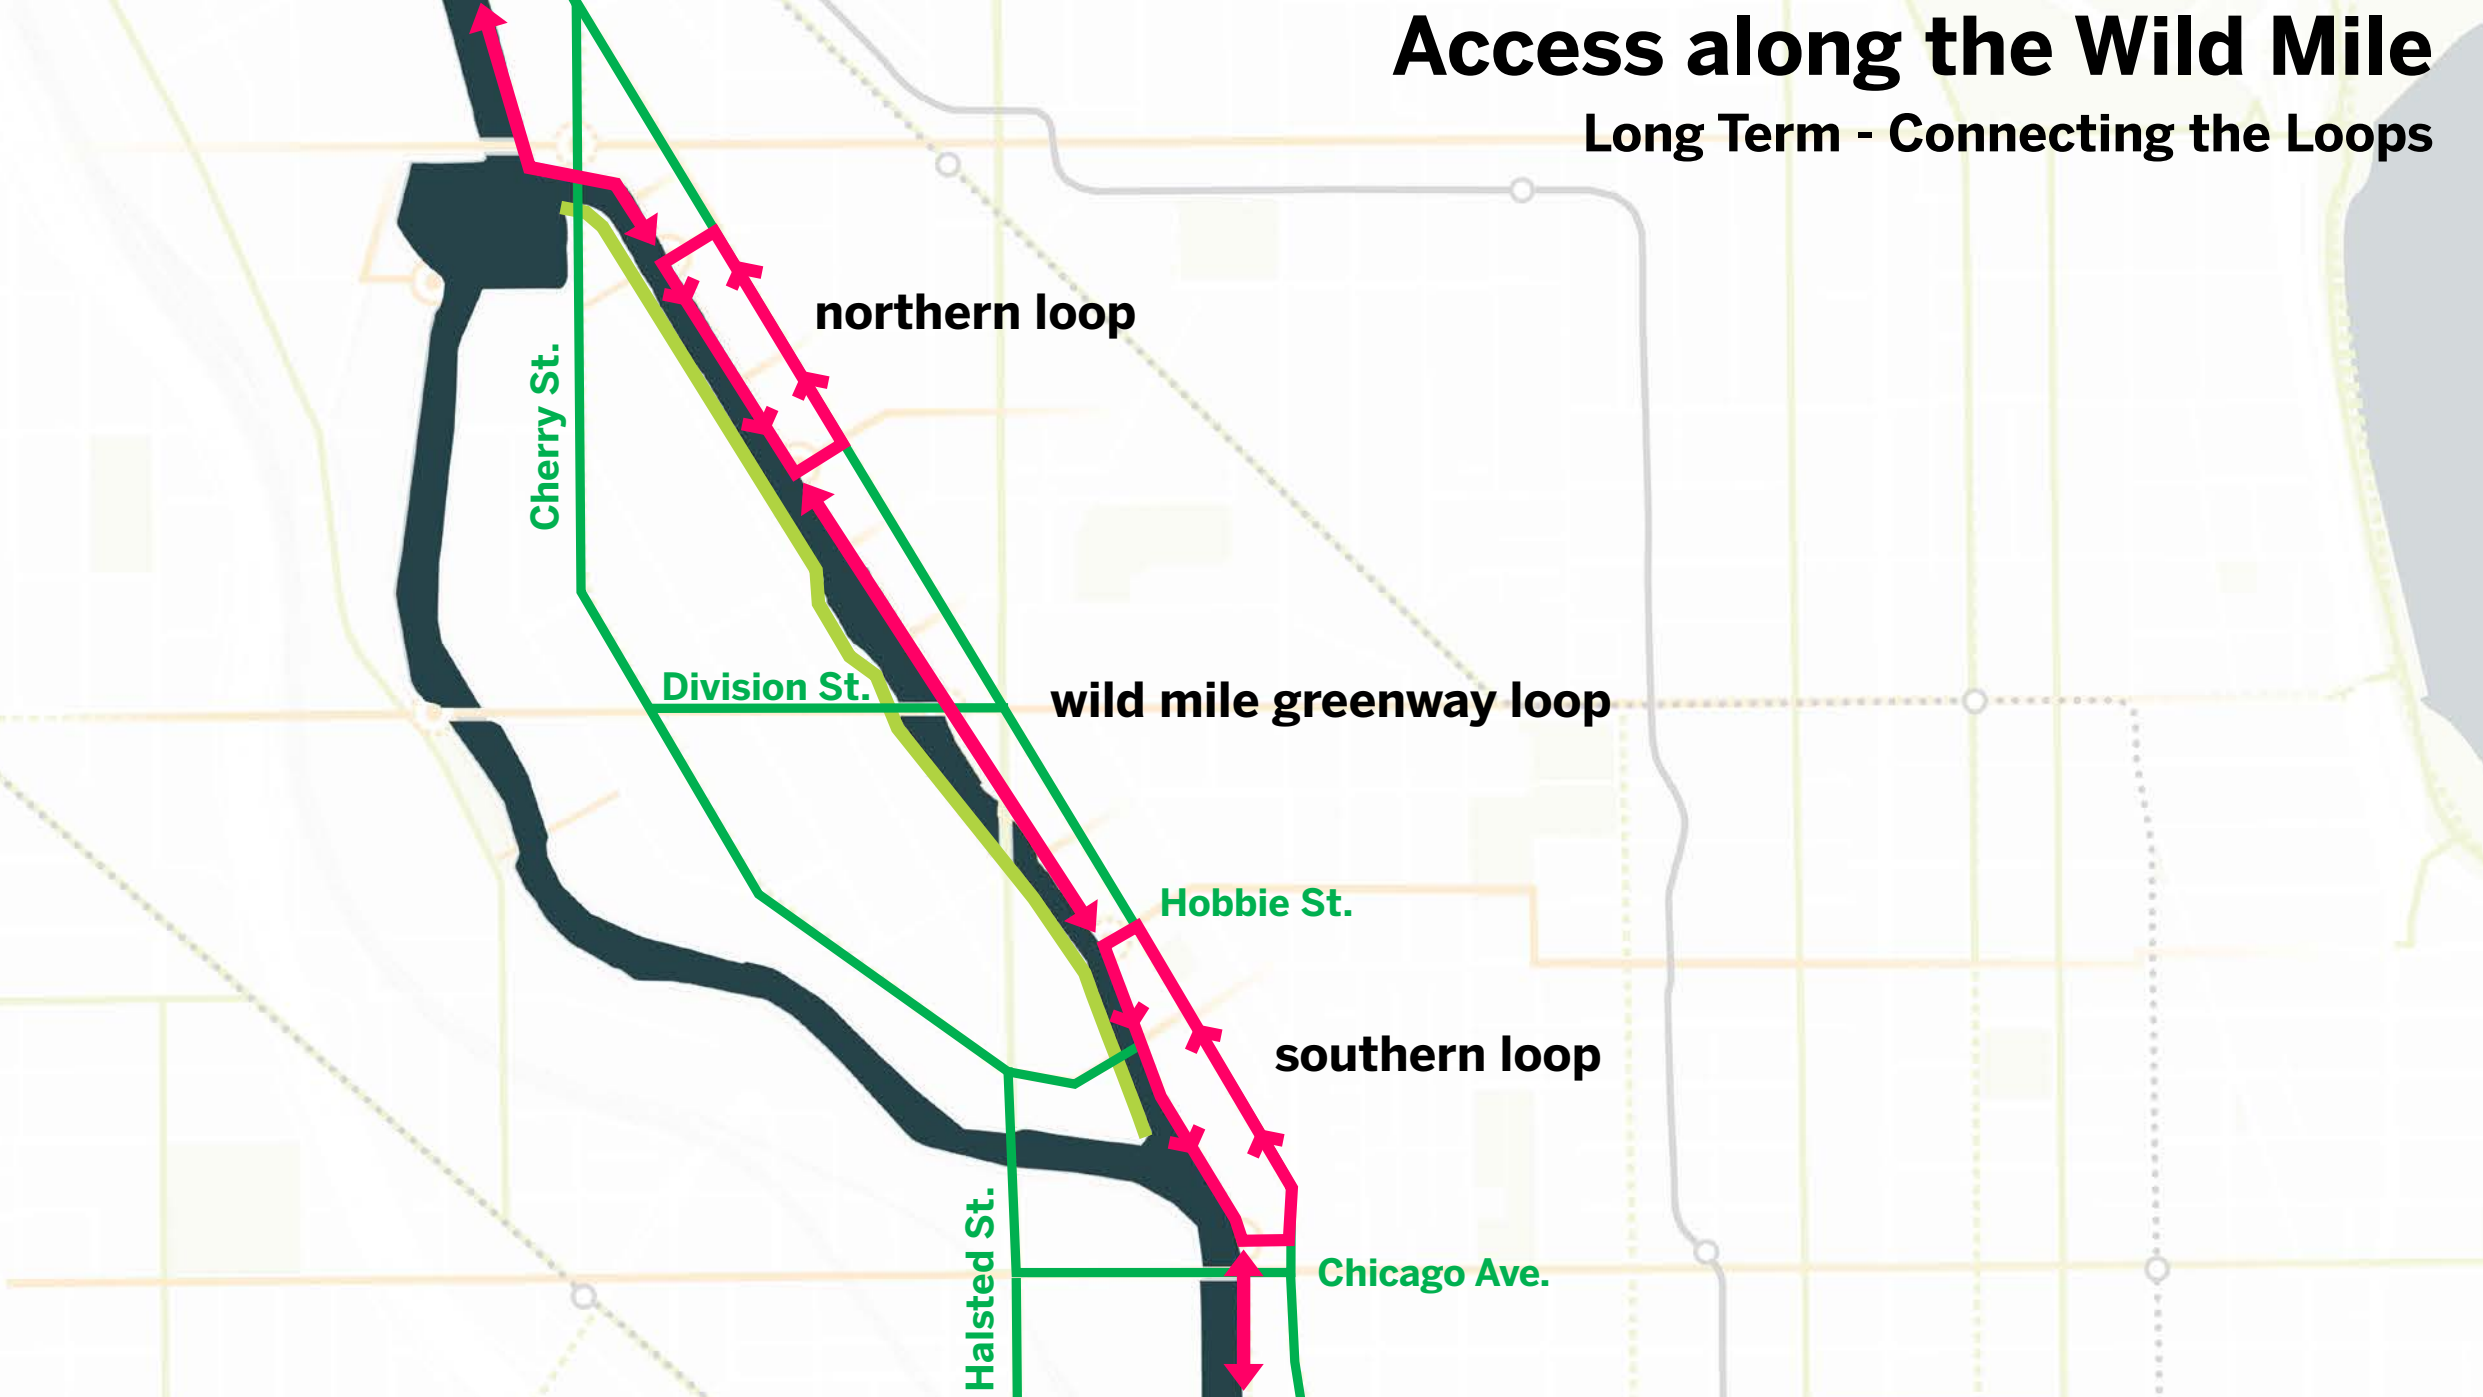 Access along the Wild Mile
Long Term - Connecting the Loops
northern loop
Cherry St.
Division St.
wild mile greenway loop
Hobbie St.
southern loop
Halsted St.
Chicago Ave.